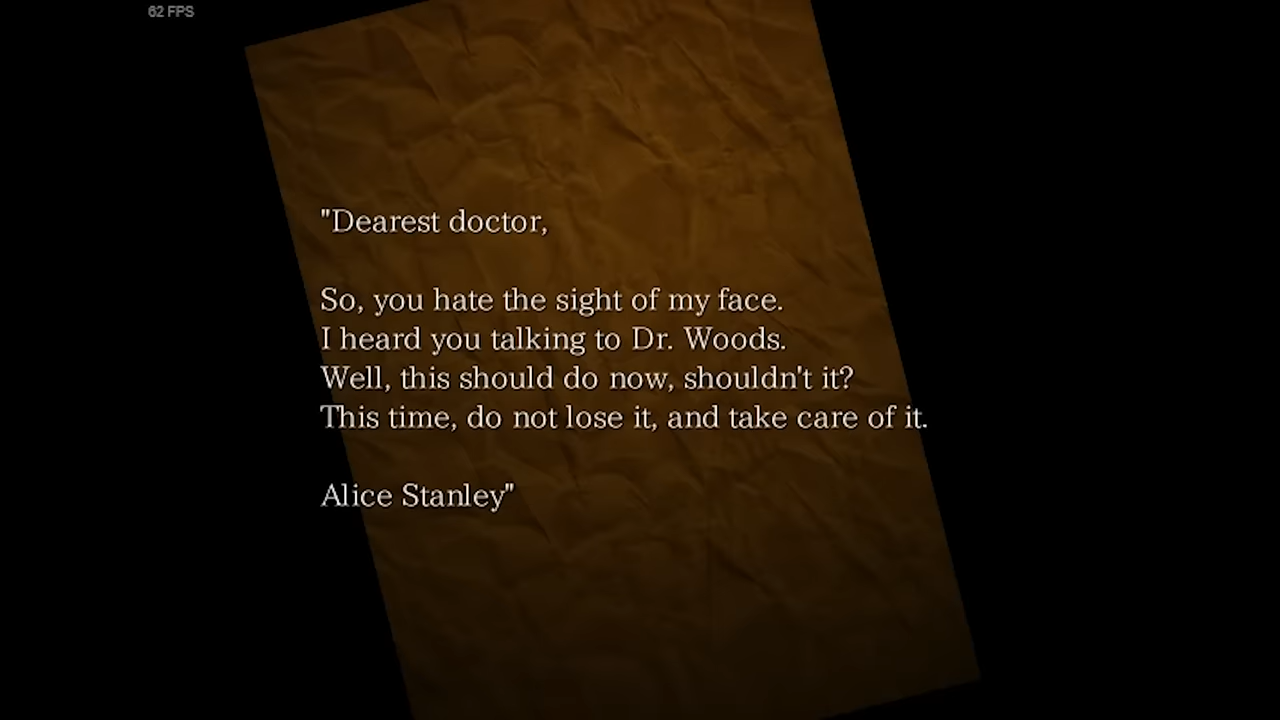 62 FPS
"Dearest doctor,
So, you hate the sight of my face.
I heard you talking to Dr. Woods.
Well, this should do now, shouldn't it?
This time, do not lose it, and take care of it.
Alice Stanley"